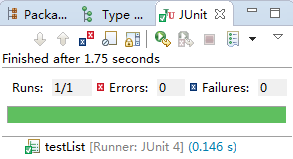 Packa... Type ... JUnit
Finished after 1.75 seconds
Runs: 1/1 Errors: 0 Failures: 0
testList [Runner: JUnit 4] (0.146 s)